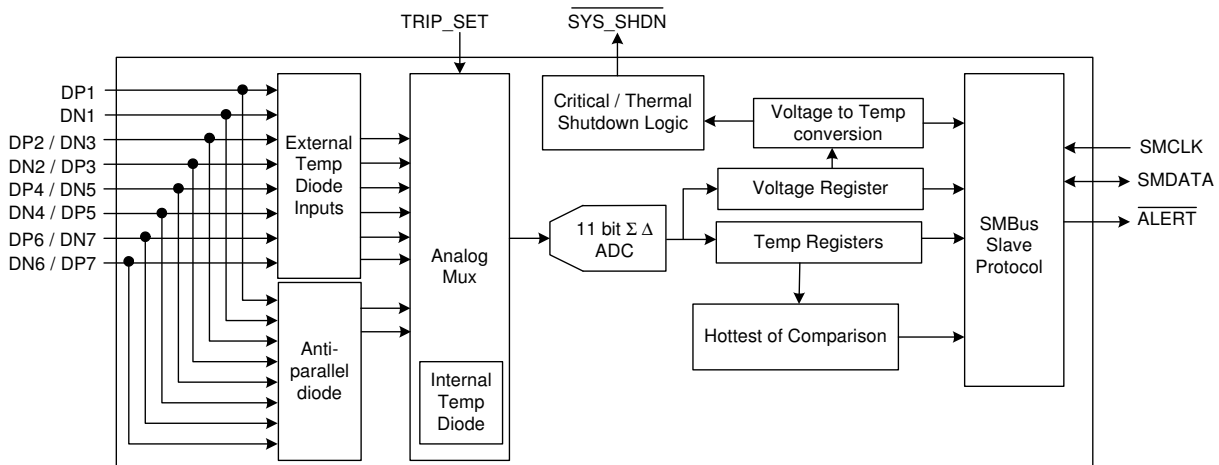 TRIP_SET
SYS_SHDN
DP1
DN1
DP2 / DN3
DN2 / DP3
DP4 / DN5
DN4 / DP5
DP6 / DN7
DN6 / DP7
External
Temp
Diode
Inputs
Anti-
parallel
diode
Analog
Mux
Internal
Temp
Diode
11 bit Σ Δ
ADC
Critical / Thermal
Shutdown Logic
Voltage to Temp
conversion
Voltage Register
Temp Registers
Hottest of Comparison
SMBus
Slave
Protocol
SMCLK
SMDATA
ALERT